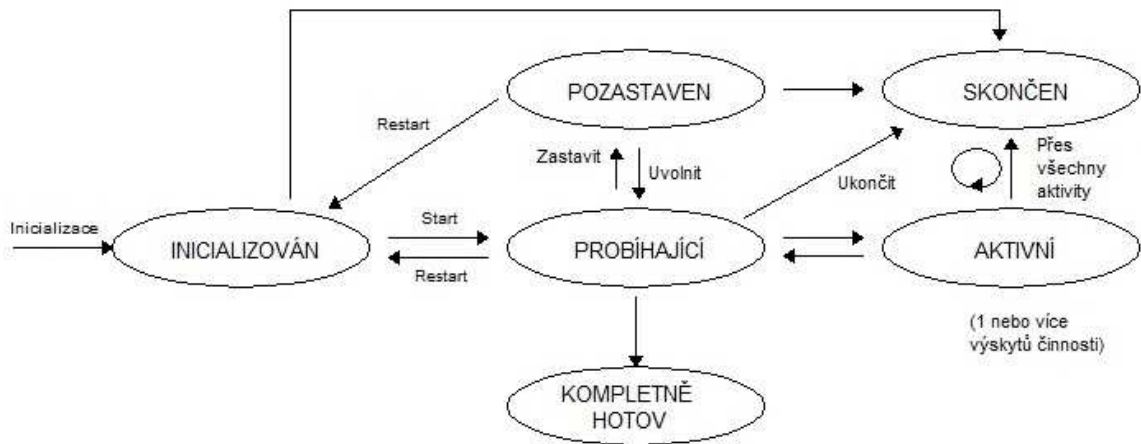 POZASTAVEN
SKONČEN
Restart
Zastavit
Uvolnit
Ukončit
Přes
všechny
aktivity
Inicializace
INICIALIZOVÁN
Start
Restart
PROBÍHAJÍCÍ
AKTIVNÍ
(1 nebo více
výskytů činnosti)
KOMPLETNĚ
HOTOV